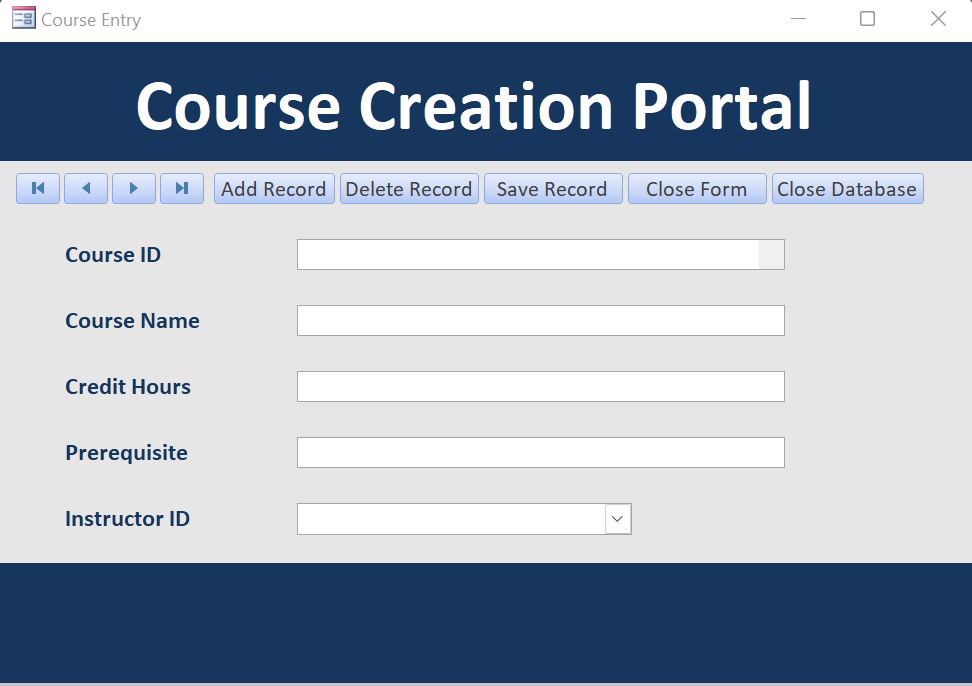 Course Entry
Course Creation Portal
Add Record Delete Record Save Record Close Form Close Database
Course ID
Course Name
Credit Hours
Prerequisite
Instructor ID